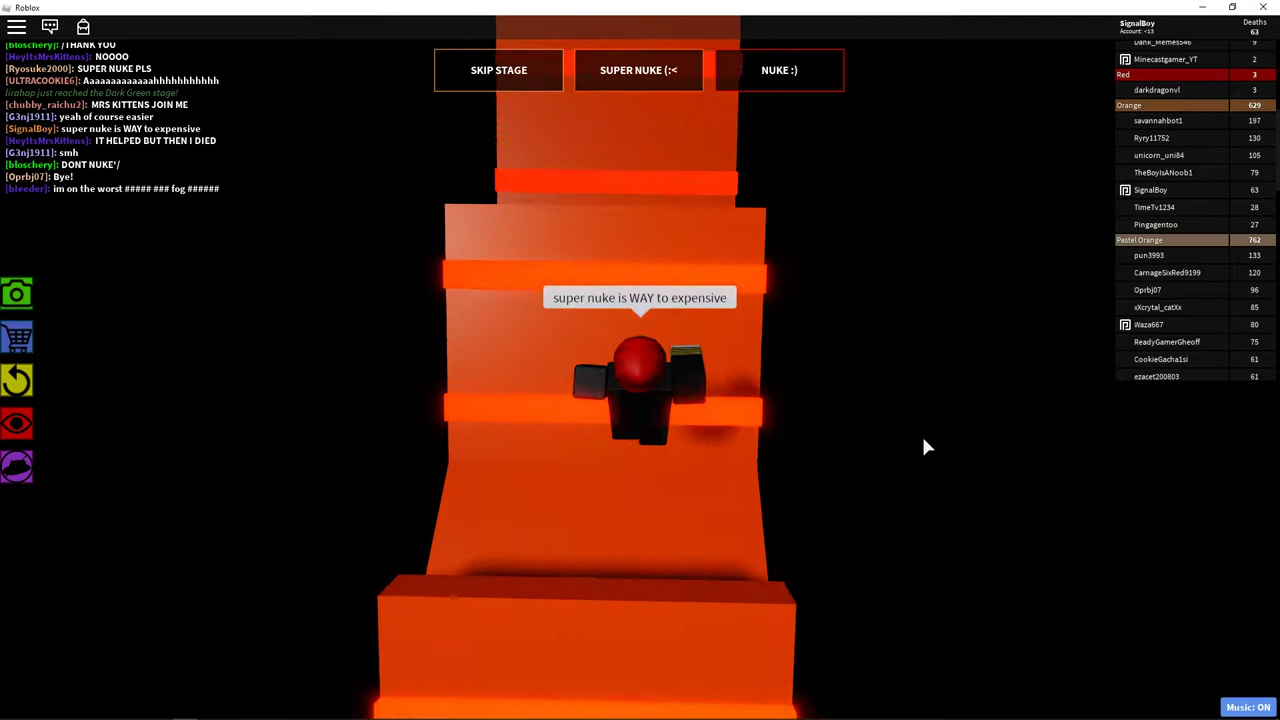 Roblox
[bloschery]: /THANK YOU
[HeyItsMrsKittens]: NOOOO
[Ryosuke2000]: SUPER NUKE PLS
[ULTRACOOKIE6]: Aaaaaaaaaaaahhhhhhhhhhhh
lirahap just reached the Dark Green stage!
[chubby_raichu2]: MRS KITTENS JOIN ME
[G3nj1911]: yeah of course easier
[SignalBoy]: super nuke is WAY to expensive
[HeyItsMrsKittens]: IT HELPED BUT THEN I DIED
[G3nj1911]: smh
[bloschery]: DONT NUKE'/
[Oprbj07]: Bye!
[bleeder]: im on the worst ##### ### fog ######
SKIP STAGE
SUPER NUKE (:<
NUKE :)
super nuke is WAY to expensive
SignalBoy
Account: <13
Deaths
63
Dank_Memes546 9
Minecastgamer_YT 2
Red 3
darkdragonvl 3
Orange 629
savannahbot1 197
Ryry11752 130
unicorn_uni84 105
TheBoyIsANoob1 79
SignalBoy 63
TimeTv1234 28
Pingagentoo 27
Pastel Orange 762
pun3993 133
CarnageSixRed9199 120
Oprbj07 96
xXcrytal_catXx 85
Waza667 80
ReadyGamerGheoff 75
CookieGacha1si 61
ezacet200803 61
Music: ON